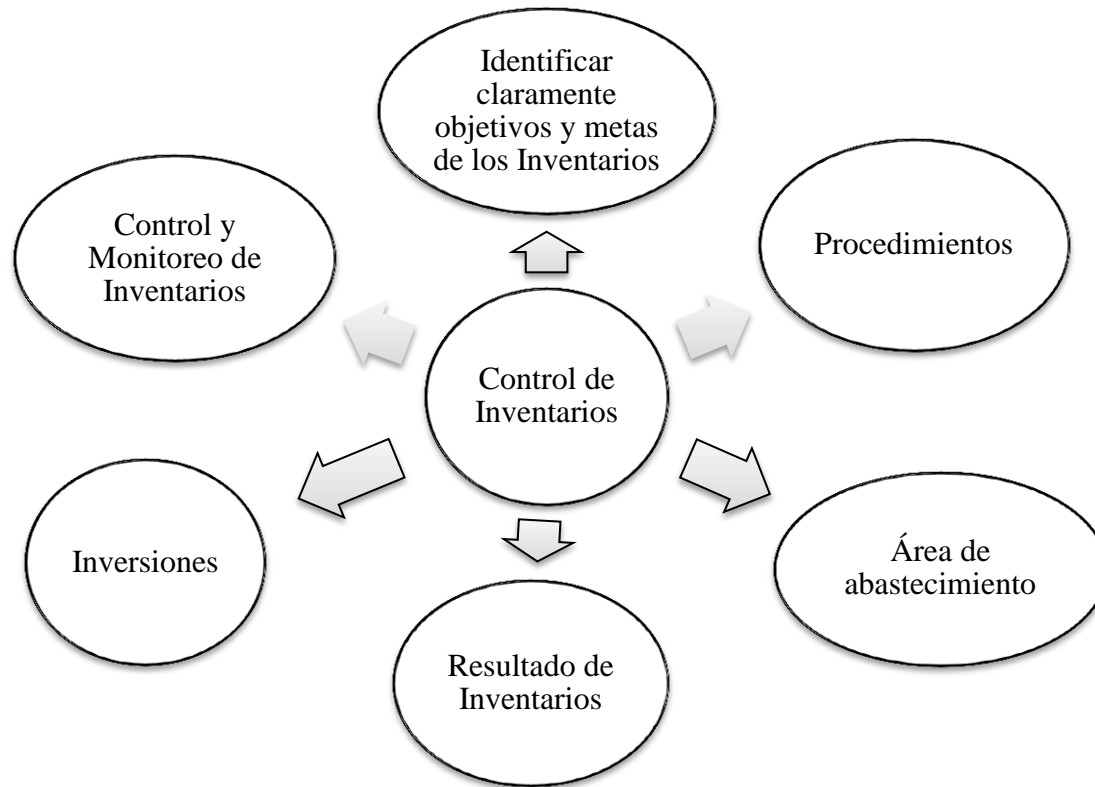 Identificar
claramente
objetivos y metas
de los Inventarios
Control y
Monitoreo de
Inventarios
Procedimientos
Control de
Inventarios
Inversiones
Área de
abastecimiento
Resultado de
Inventarios